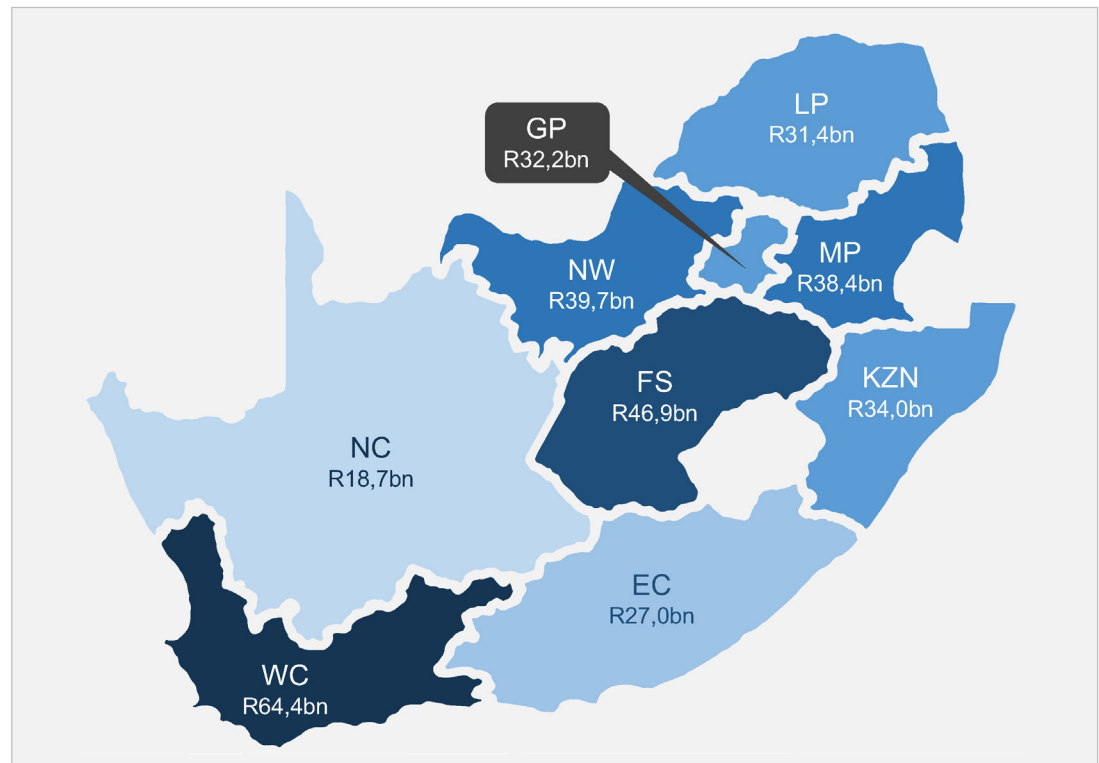 LP
R31,4bn
GP
R32,2bn
MP
R38,4bn
NW
R39,7bn
FS
R46,9bn
KZN
R34,0bn
NC
R18,7bn
EC
R27,0bn
WC
R64,4bn